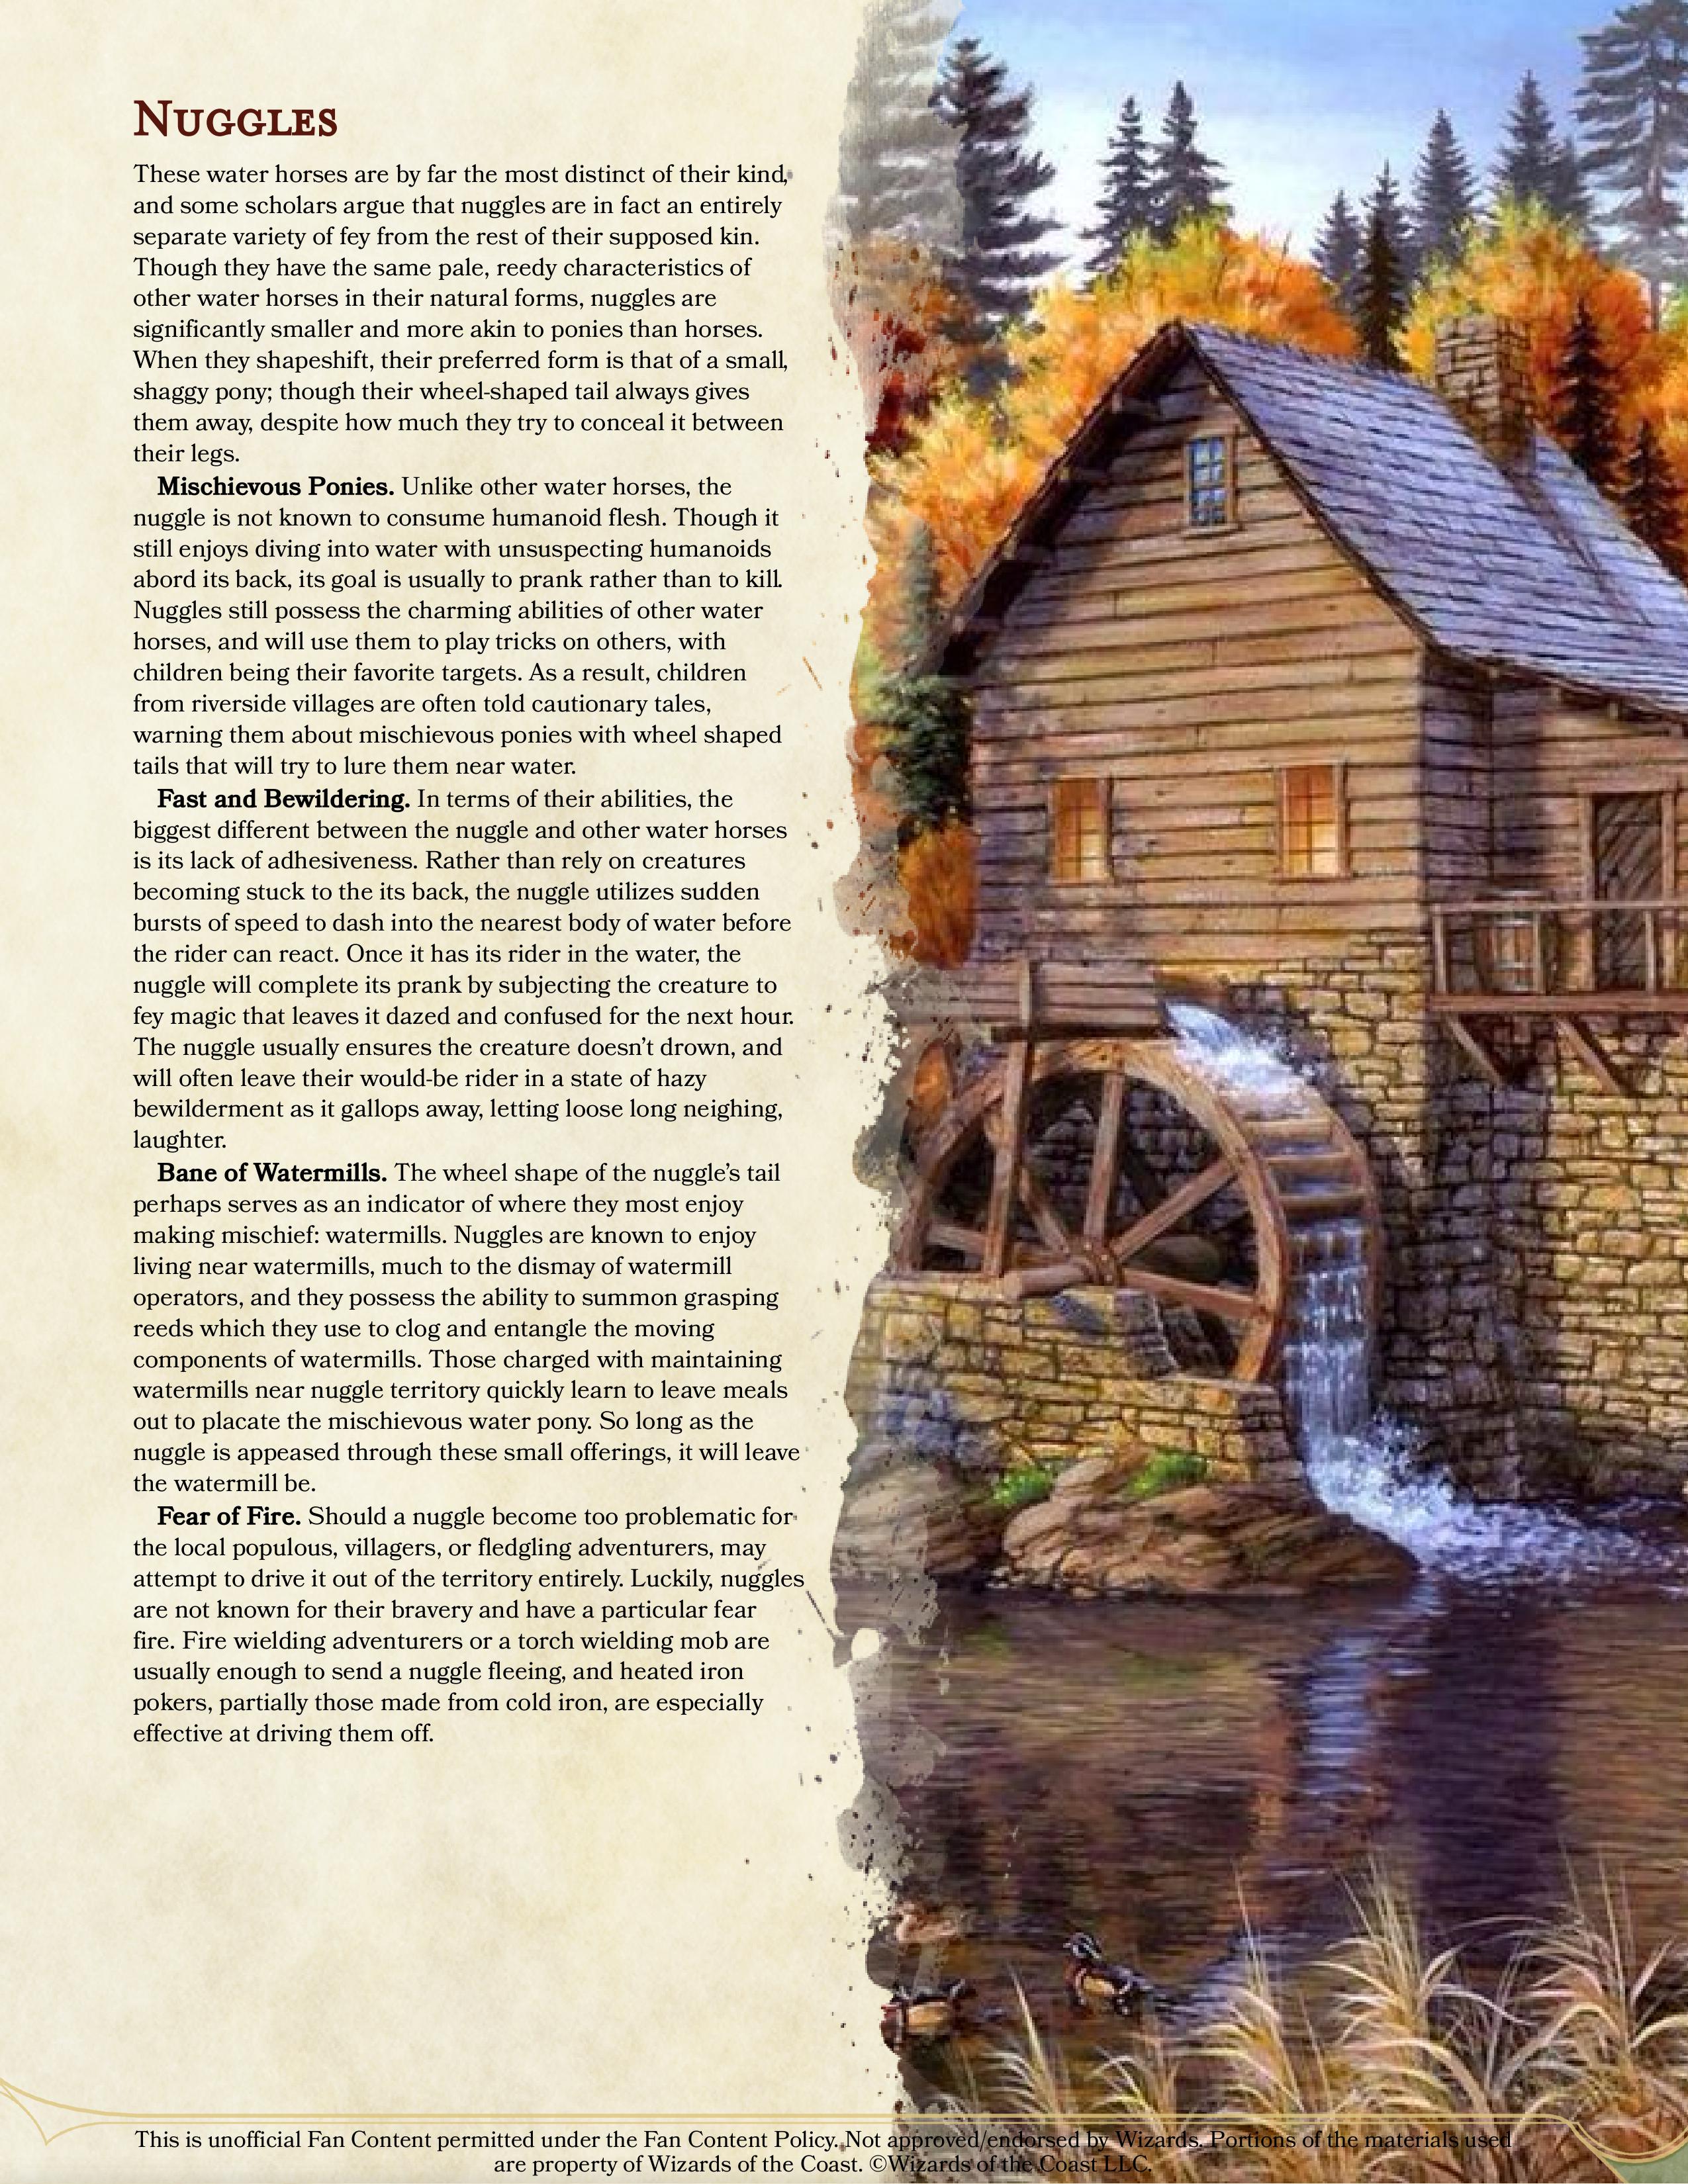 Nuggles
These water horses are by far the most distinct of their kind,
and some scholars argue that nuggles are in fact an entirely
separate variety of fey from the rest of their supposed kin.
Though they have the same pale, reedy characteristics of
other water horses in their natural forms, nuggles are
significantly smaller and more akin to ponies than horses.
When they shapeshift, their preferred form is that of a small,
shaggy pony; though their wheel-shaped tail always gives
them away, despite how much they try to conceal it between
their legs.
Mischievous Ponies. Unlike other water horses, the
nuggle is not known to consume humanoid flesh. Though it
still enjoys diving into water with unsuspecting humanoids
abord its back, its goal is usually to prank rather than to kill.
Nuggles still possess the charming abilities of other water
horses, and will use them to play tricks on others, with
children being their favorite targets. As a result, children
from riverside villages are often told cautionary tales,
warning them about mischievous ponies with wheel shaped
tails that will try to lure them near water.
Fast and Bewildering. In terms of their abilities, the
biggest different between the nuggle and other water horses
is its lack of adhesiveness. Rather than rely on creatures
becoming stuck to the its back, the nuggle utilizes sudden
bursts of speed to dash into the nearest body of water before
the rider can react. Once it has its rider in the water, the
nuggle will complete its prank by subjecting the creature to
fey magic that leaves it dazed and confused for the next hour.
The nuggle usually ensures the creature doesn't drown, and
will often leave their would-be rider in a state of hazy
bewilderment as it gallops away, letting loose long neighing,
laughter.
Bane of Watermills. The wheel shape of the nuggle's tail
perhaps serves as an indicator of where they most enjoy
making mischief: watermills. Nuggles are known to enjoy
living near watermills, much to the dismay of watermill
operators, and they possess the ability to summon grasping
reeds which they use to clog and entangle the moving
components of watermills. Those charged with maintaining
watermills near nuggle territory quickly learn to leave meals
out to placate the mischievous water pony. So long as the
nuggle is appeased through these small offerings, it will leave
the watermill be.
Fear of Fire. Should a nuggle become too problematic for
the local populous, villagers, or fledgling adventurers, may
attempt to drive it out of the territory entirely. Luckily, nuggles
are not known for their bravery and have a particular fear
fire. Fire wielding adventurers or a torch wielding mob are
usually enough to send a nuggle fleeing, and heated iron
pokers, partially those made from cold iron, are especially
effective at driving them off.
This is unofficial Fan Content permitted under the Fan Content Policy. Not approved/endorsed by Wizards. Portions of the materials used
are property of Wizards of the Coast. ©Wizards of the Coast LLC.